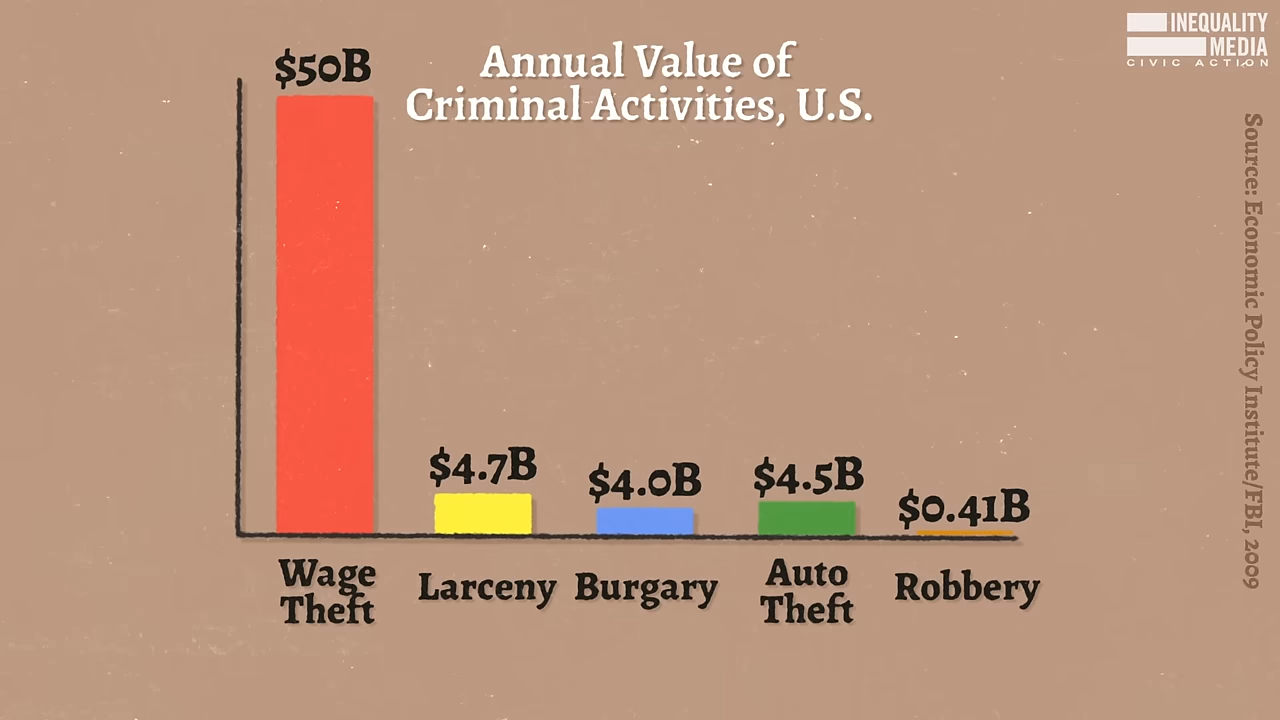 INEQUALITY
MEDIA
CIVIC ACTION
Annual Value of
Criminal Activities, U.S.
$50B
$4.7B
$4.0B
$4.5B
$0.41B
Wage
Theft
Larceny
Burgary
Auto
Theft
Robbery
Source: Economic Policy Institute/FBI, 2009